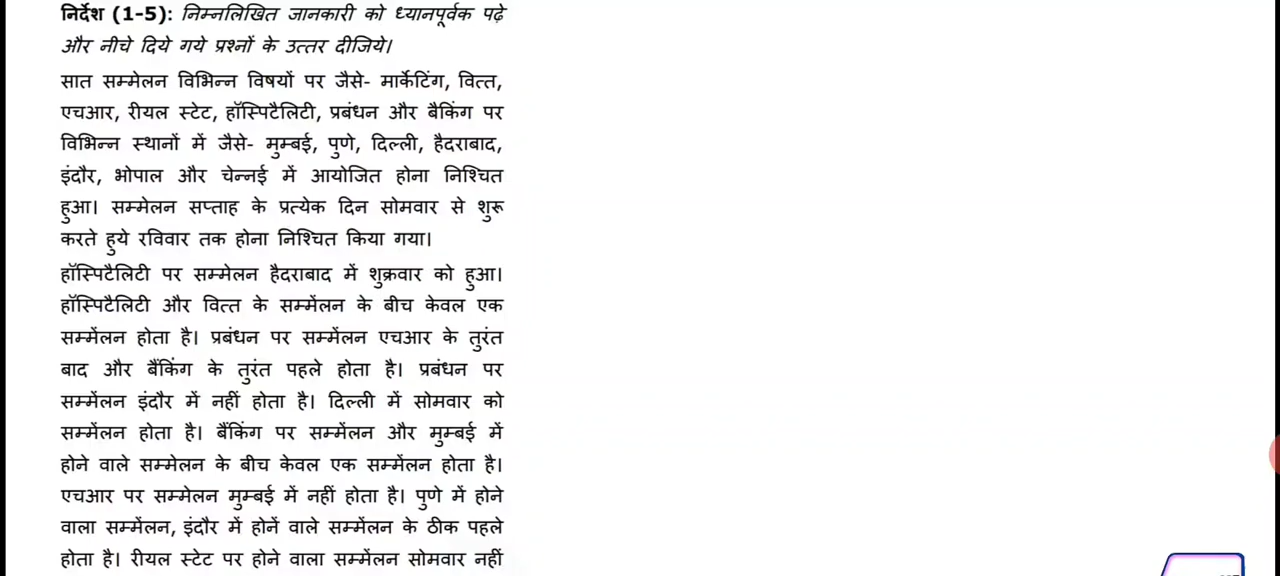 निर्देश (1-5): निम्नलिखित जानकारी को ध्यानपूर्वक पढ़े
और नीचे दिये गये प्रश्नों के उत्तर दीजिये।
सात सम्मेलन विभिन्न विषयों पर जैसे- मार्केटिंग, वित्त,
एचआर, रीयल स्टेट, हॉस्पिटैलिटी, प्रबंधन और बैकिंग पर
विभिन्न स्थानों में जैसे- मुम्बई, पुणे, दिल्ली, हैदराबाद,
इंदौर, भोपाल और चेन्नई में आयोजित होना निश्चित
हुआ। सम्मेलन सप्ताह के प्रत्येक दिन सोमवार से शुरू
करते हुये रविवार तक होना निश्चित किया गया।
हॉस्पिटैलिटी पर सम्मेलन हैदराबाद में शुक्रवार को हुआ।
हॉस्पिटैलिटी और वित्त के सम्मेंलन के बीच केवल एक
सम्मेंलन होता है। प्रबंधन पर सम्मेंलन एचआर के तुरंत
बाद और बैंकिंग के तुरंत पहले होता है। प्रबंधन पर
सम्मेंलन इंदौर में नहीं होता है। दिल्ली में सोमवार को
सम्मेंलन होता है। बैंकिंग पर सम्मेंलन और मुम्बई में
होने वाले सम्मेलन के बीच केवल एक सम्मेंलन होता है।
एचआर पर सम्मेलन मुम्बई में नहीं होता है। पुणे में होने
वाला सम्मेंलन, इंदौर में होनें वाले सम्मेंलन के ठीक पहले
होता है। रीयल स्टेट पर होने वाला सम्मेंलन सोमवार नहीं